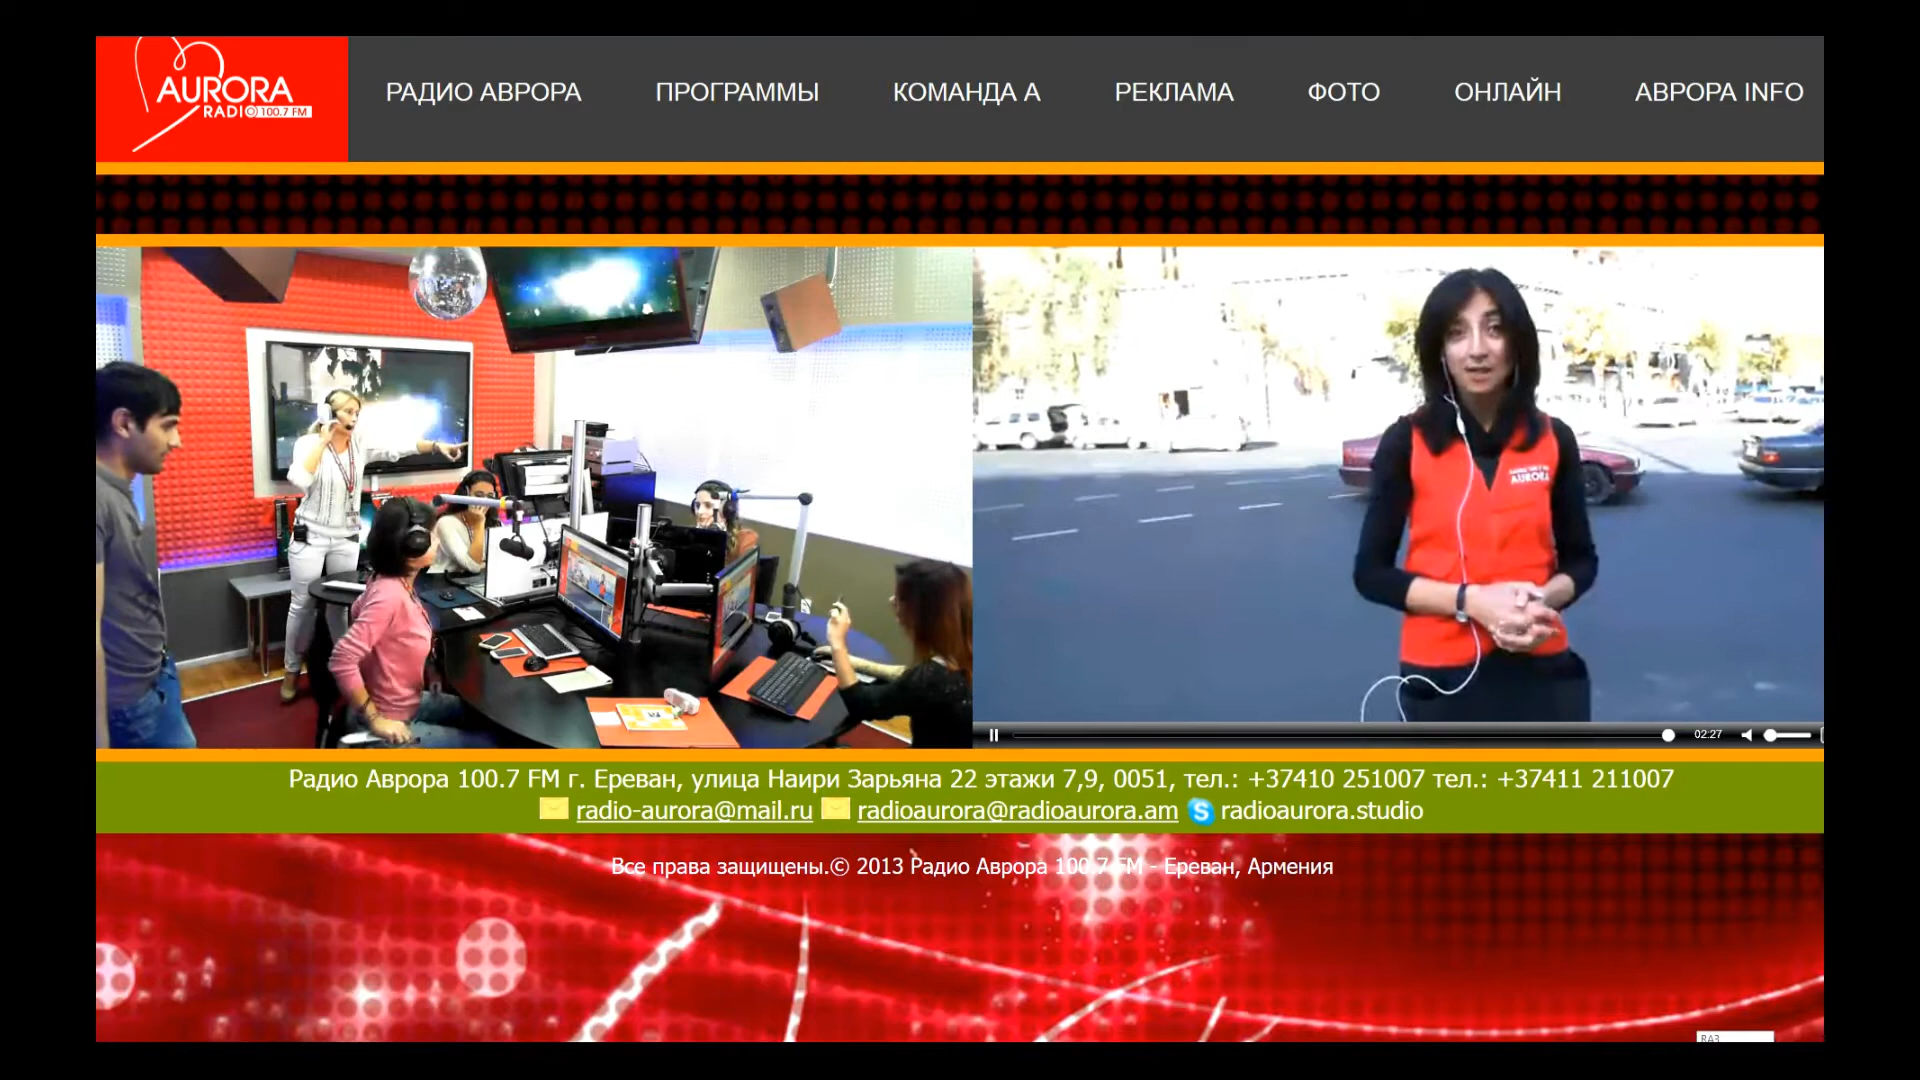 AURORA
RADIO 100.7 FM
РАДИО АВРОРА ПРОГРАММЫ КОМАНДА А РЕКЛАМА ФОТО ОНЛАЙН АВРОРА INFO
AURORA
02:27
Радио Аврора 100.7 FM г. Ереван, улица Наири Зарьяна 22 этажи 7,9, 0051, тел.: +37410 251007 тел.: +37411 211007
radio-aurora@mail.ru radioaurora@radioaurora.am radioaurora.studio
Все права защищены.© 2013 Радио Аврора 100.7 FM - Ереван, Армения